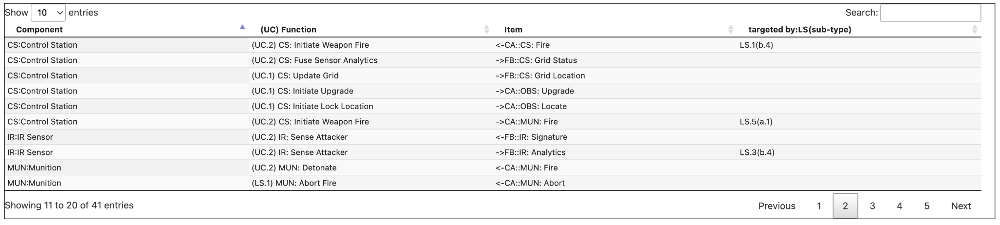 Show 10 entries Search:
Component (UC) Function Item targeted by:LS(sub-type)
CS:Control Station (UC.2) CS: Initiate Weapon Fire <-CA::CS: Fire LS.1(b.4)
CS:Control Station (UC.2) CS: Fuse Sensor Analytics ->FB::CS: Grid Status
CS:Control Station (UC.1) CS: Update Grid ->FB::CS: Grid Location
CS:Control Station (UC.1) CS: Initiate Upgrade ->CA::OBS: Upgrade
CS:Control Station (UC.1) CS: Initiate Lock Location ->CA::OBS: Locate
CS:Control Station (UC.2) CS: Initiate Weapon Fire ->CA::MUN: Fire LS.5(a.1)
IR:IR Sensor (UC.2) IR: Sense Attacker <-FB::IR: Signature
IR:IR Sensor (UC.2) IR: Sense Attacker ->FB::IR: Analytics LS.3(b.4)
MUN:Munition (UC.2) MUN: Detonate <-CA::MUN: Fire
MUN:Munition (LS.1) MUN: Abort Fire <-CA::MUN: Abort
Showing 11 to 20 of 41 entries Previous 1 2 3 4 5 Next